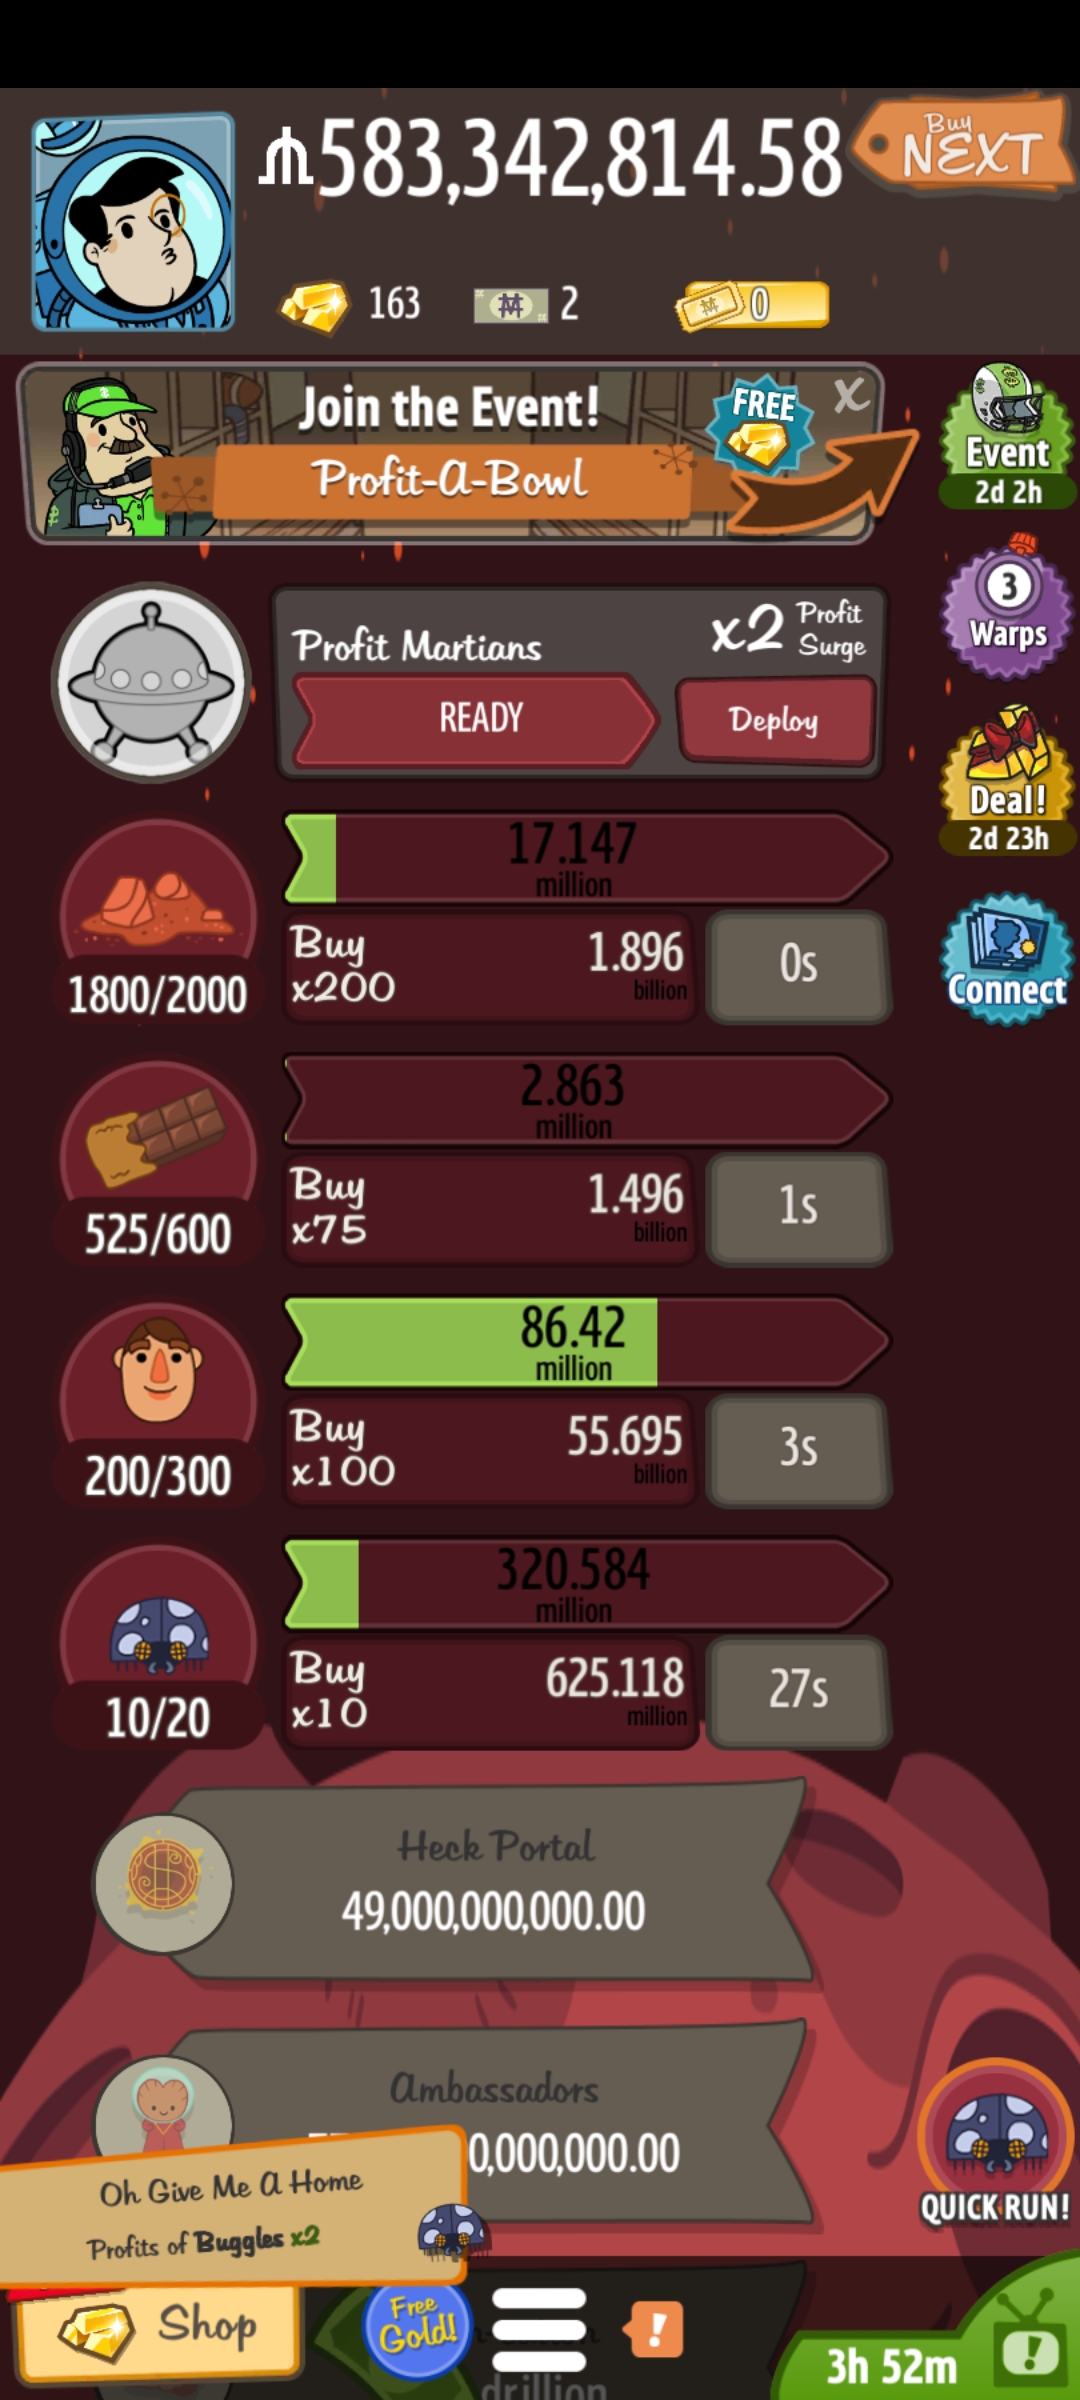 583,342,814.58
Buy
NEXT
163
2
0
Join the Event!
FREE
X
Profit-A-Bowl
Event
2d 2h
3
Warps
Profit Martians
x2 Profit Surge
READY
Deploy
Deal!
2d 23h
17.147
million
Buy
x200
1.896
billion
0s
1800/2000
Connect
2.863
million
Buy
x75
1.496
billion
1s
525/600
86.42
million
Buy
x100
55.695
billion
3s
200/300
320.584
million
Buy
x10
625.118
million
27s
10/20
Heck Portal
49,000,000,000.00
Ambassadors
0,000,000.00
Oh Give Me A Home
Profits of Buggles x2
QUICK RUN!
Shop
Free
Gold!
!
3h 52m
!
drillion